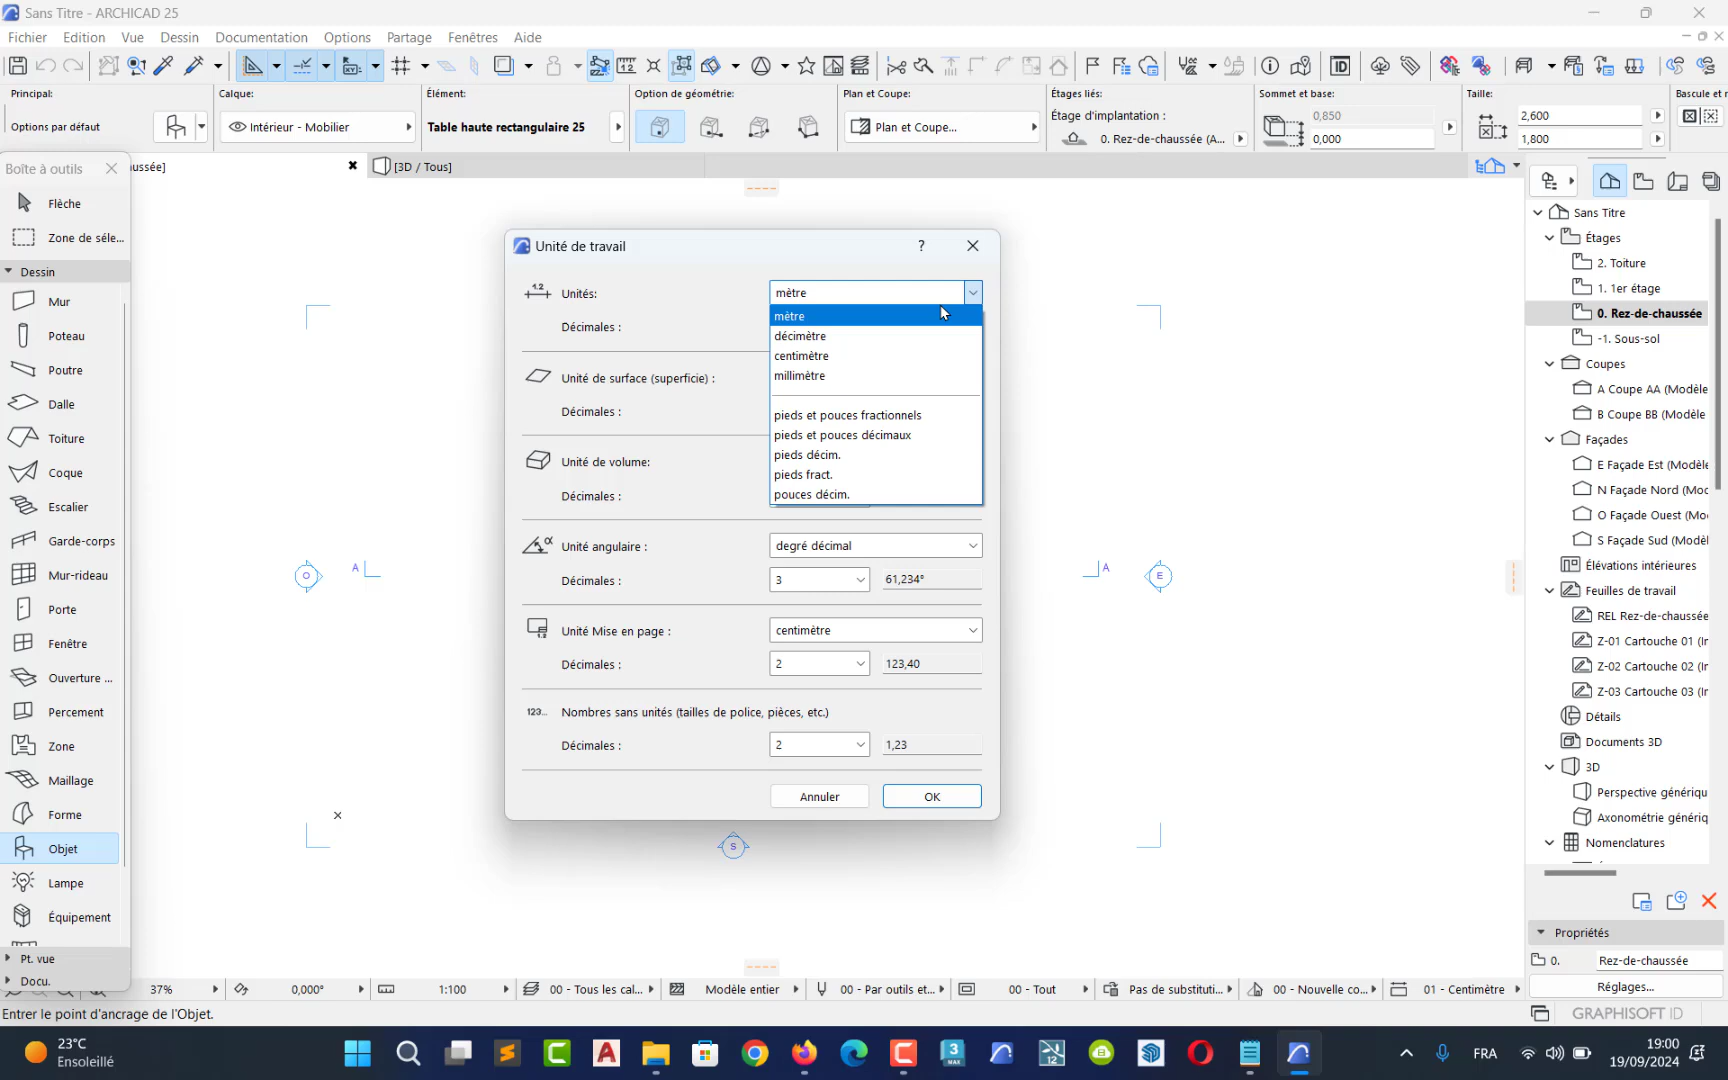 Sans Titre - ARCHICAD 25
Fichier Edition Vue Dessin Documentation Options Partage Fenêtres Aide
Principal: Calque: Élément: Option de géométrie: Plan et Coupe: Étages liés: Sommet et base: Taille: Bascule et r
Étage d'implantation : 0,850 2,600
Options par défaut Intérieur - Mobilier Table haute rectangulaire 25 Plan et Coupe... 0. Rez-de-chaussée (A... 0,000 1,800
Boîte à outils
aussée] [3D / Tous]
Flèche
Zone de séle...
Dessin
Mur
Poteau
Poutre
Dalle
Toiture
Coque
Escalier
Garde-corps
Mur-rideau
Porte
Fenêtre
Ouverture ...
Percement
Zone
Maillage
Forme
Objet
Lampe
Équipement
Pt. vue
Docu.
Unité de travail ?
1.2 Unités: mètre
Décimales :
mètre
décimètre
centimètre
millimètre
pieds et pouces fractionnels
pieds et pouces décimaux
pieds décim.
pieds fract.
pouces décim.
Unité de surface (superficie) :
Décimales :
Unité de volume:
Décimales :
α Unité angulaire : degré décimal
Décimales : 3 61,234°
1.2 Unité Mise en page : centimètre
Décimales : 2 123,40
123... Nombres sans unités (tailles de police, pièces, etc.)
Décimales : 2 1,23
Annuler OK
O A A E
S
Sans Titre
Étages
2. Toiture
1. 1er étage
0. Rez-de-chaussée
-1. Sous-sol
Coupes
A Coupe AA (Modèle
B Coupe BB (Modèle
Façades
E Façade Est (Modèle
N Façade Nord (Moc
O Façade Ouest (Mo
S Façade Sud (Modèl
Élévations intérieures
Feuilles de travail
REL Rez-de-chaussée
Z-01 Cartouche 01 (Ir
Z-02 Cartouche 02 (Ir
Z-03 Cartouche 03 (Ir
Détails
Documents 3D
3D
Perspective génériqu
Axonométrie génériq
Nomenclatures
Propriétés
0. Rez-de-chaussée
Réglages...
37% 0,000° 1:100 00 - Tous les cal... Modèle entier 00 - Par outils et... 00 - Tout Pas de substituti... 00 - Nouvelle co... 01 - Centimètre
Entrer le point d'ancrage de l'Objet. GRAPHISOFT ID
23°C
Ensoleillé
FRA
19:00
19/09/2024